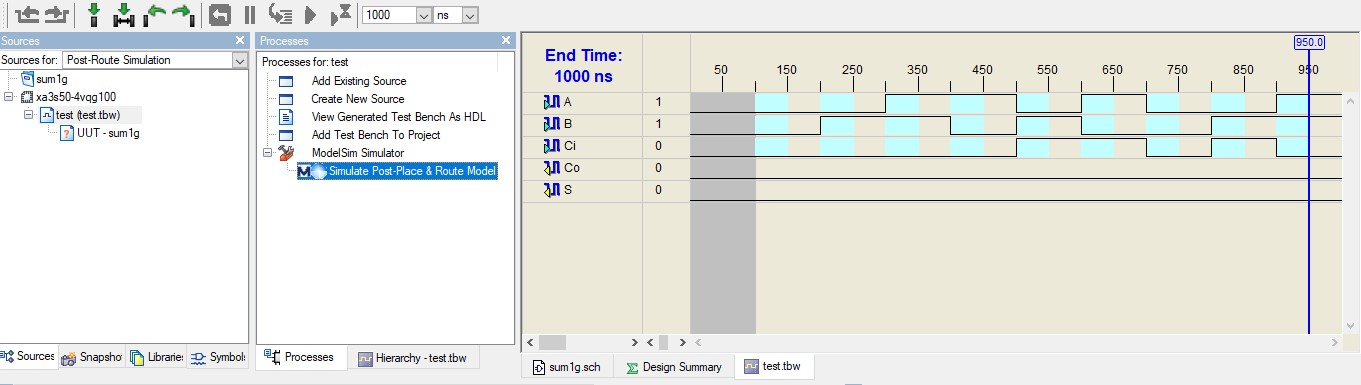 1000 ns
Sources
Sources for: Post-Route Simulation
sum1g
xa3s50-4vqg100
test (test.tbw)
UUT - sum1g
Sources Snapshot Libraries Symbols
Processes
Processes for: test
Add Existing Source
Create New Source
View Generated Test Bench As HDL
Add Test Bench To Project
ModelSim Simulator
Simulate Post-Place & Route Model
Processes Hierarchy - test.tbw
End Time:
1000 ns
950.0
50 150 250 350 450 550 650 750 850 950
A 1
B 1
Ci 0
Co 0
S 0
sum1g.sch Design Summary test.tbw